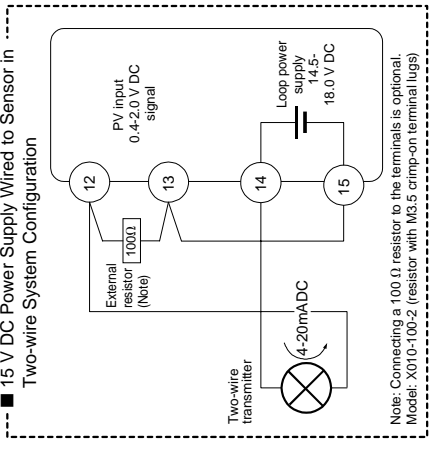 ■ 15 V DC Power Supply Wired to Sensor in
Two-wire System Configuration
PV input
0.4-2.0 V DC
signal
Loop power
supply
14.5-
18.0 V DC
12
13
14
15
External
resistor
(Note)
100Ω
4-20mADC
Two-wire
transmitter
Note: Connecting a 100 Ω resistor to the terminals is optional.
Model: X010-100-2 (resistor with M3.5 crimp-on terminal lugs)